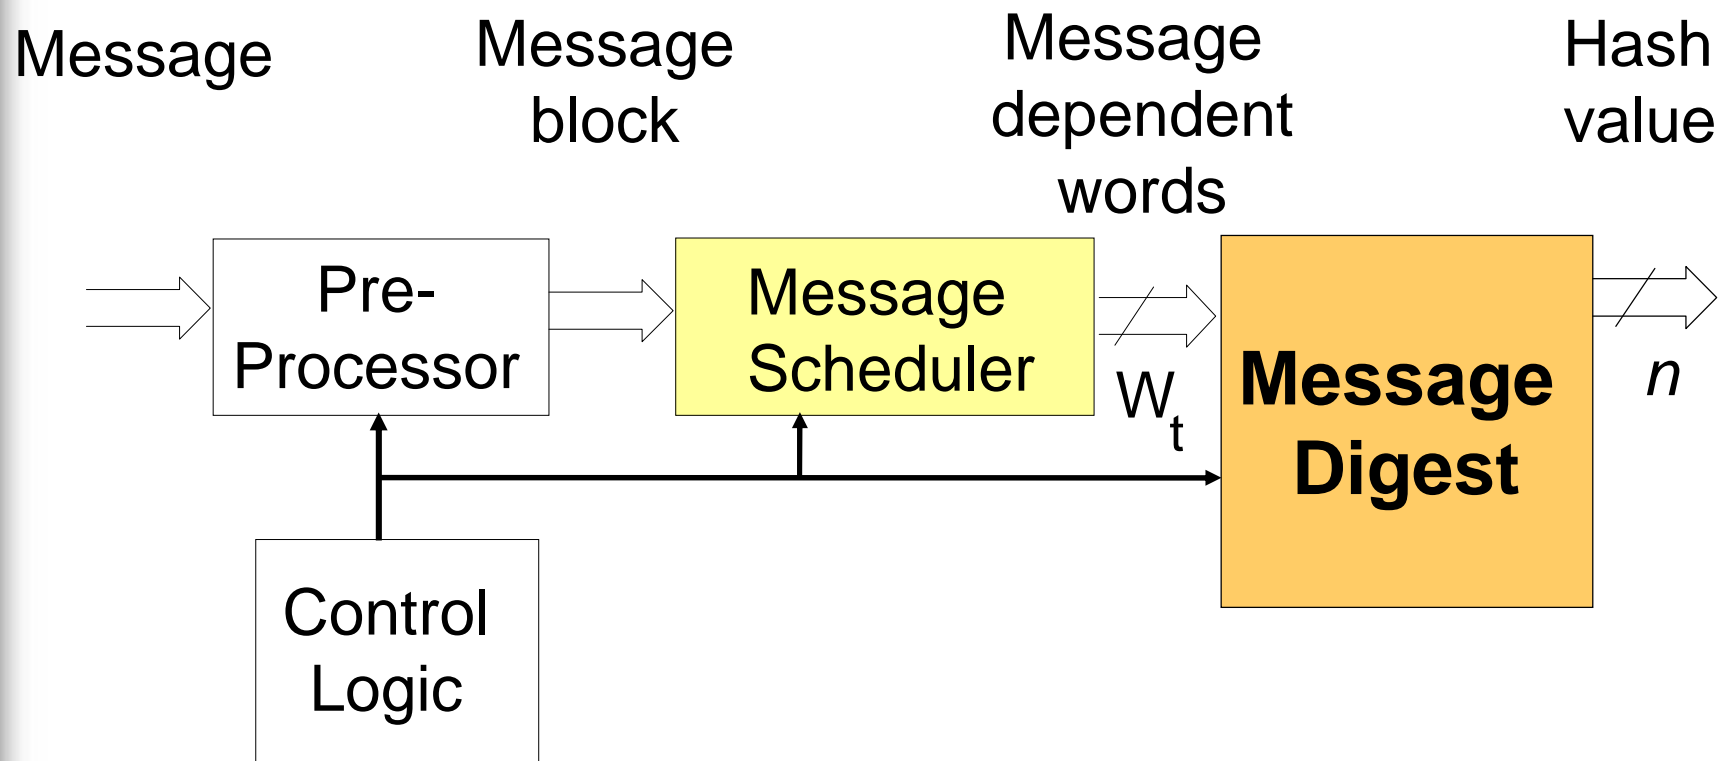 Message
Message
block
Message
dependent
words
Hash
value
Pre-
Processor
Message
Scheduler
W
t
Message
Digest
n
Control
Logic